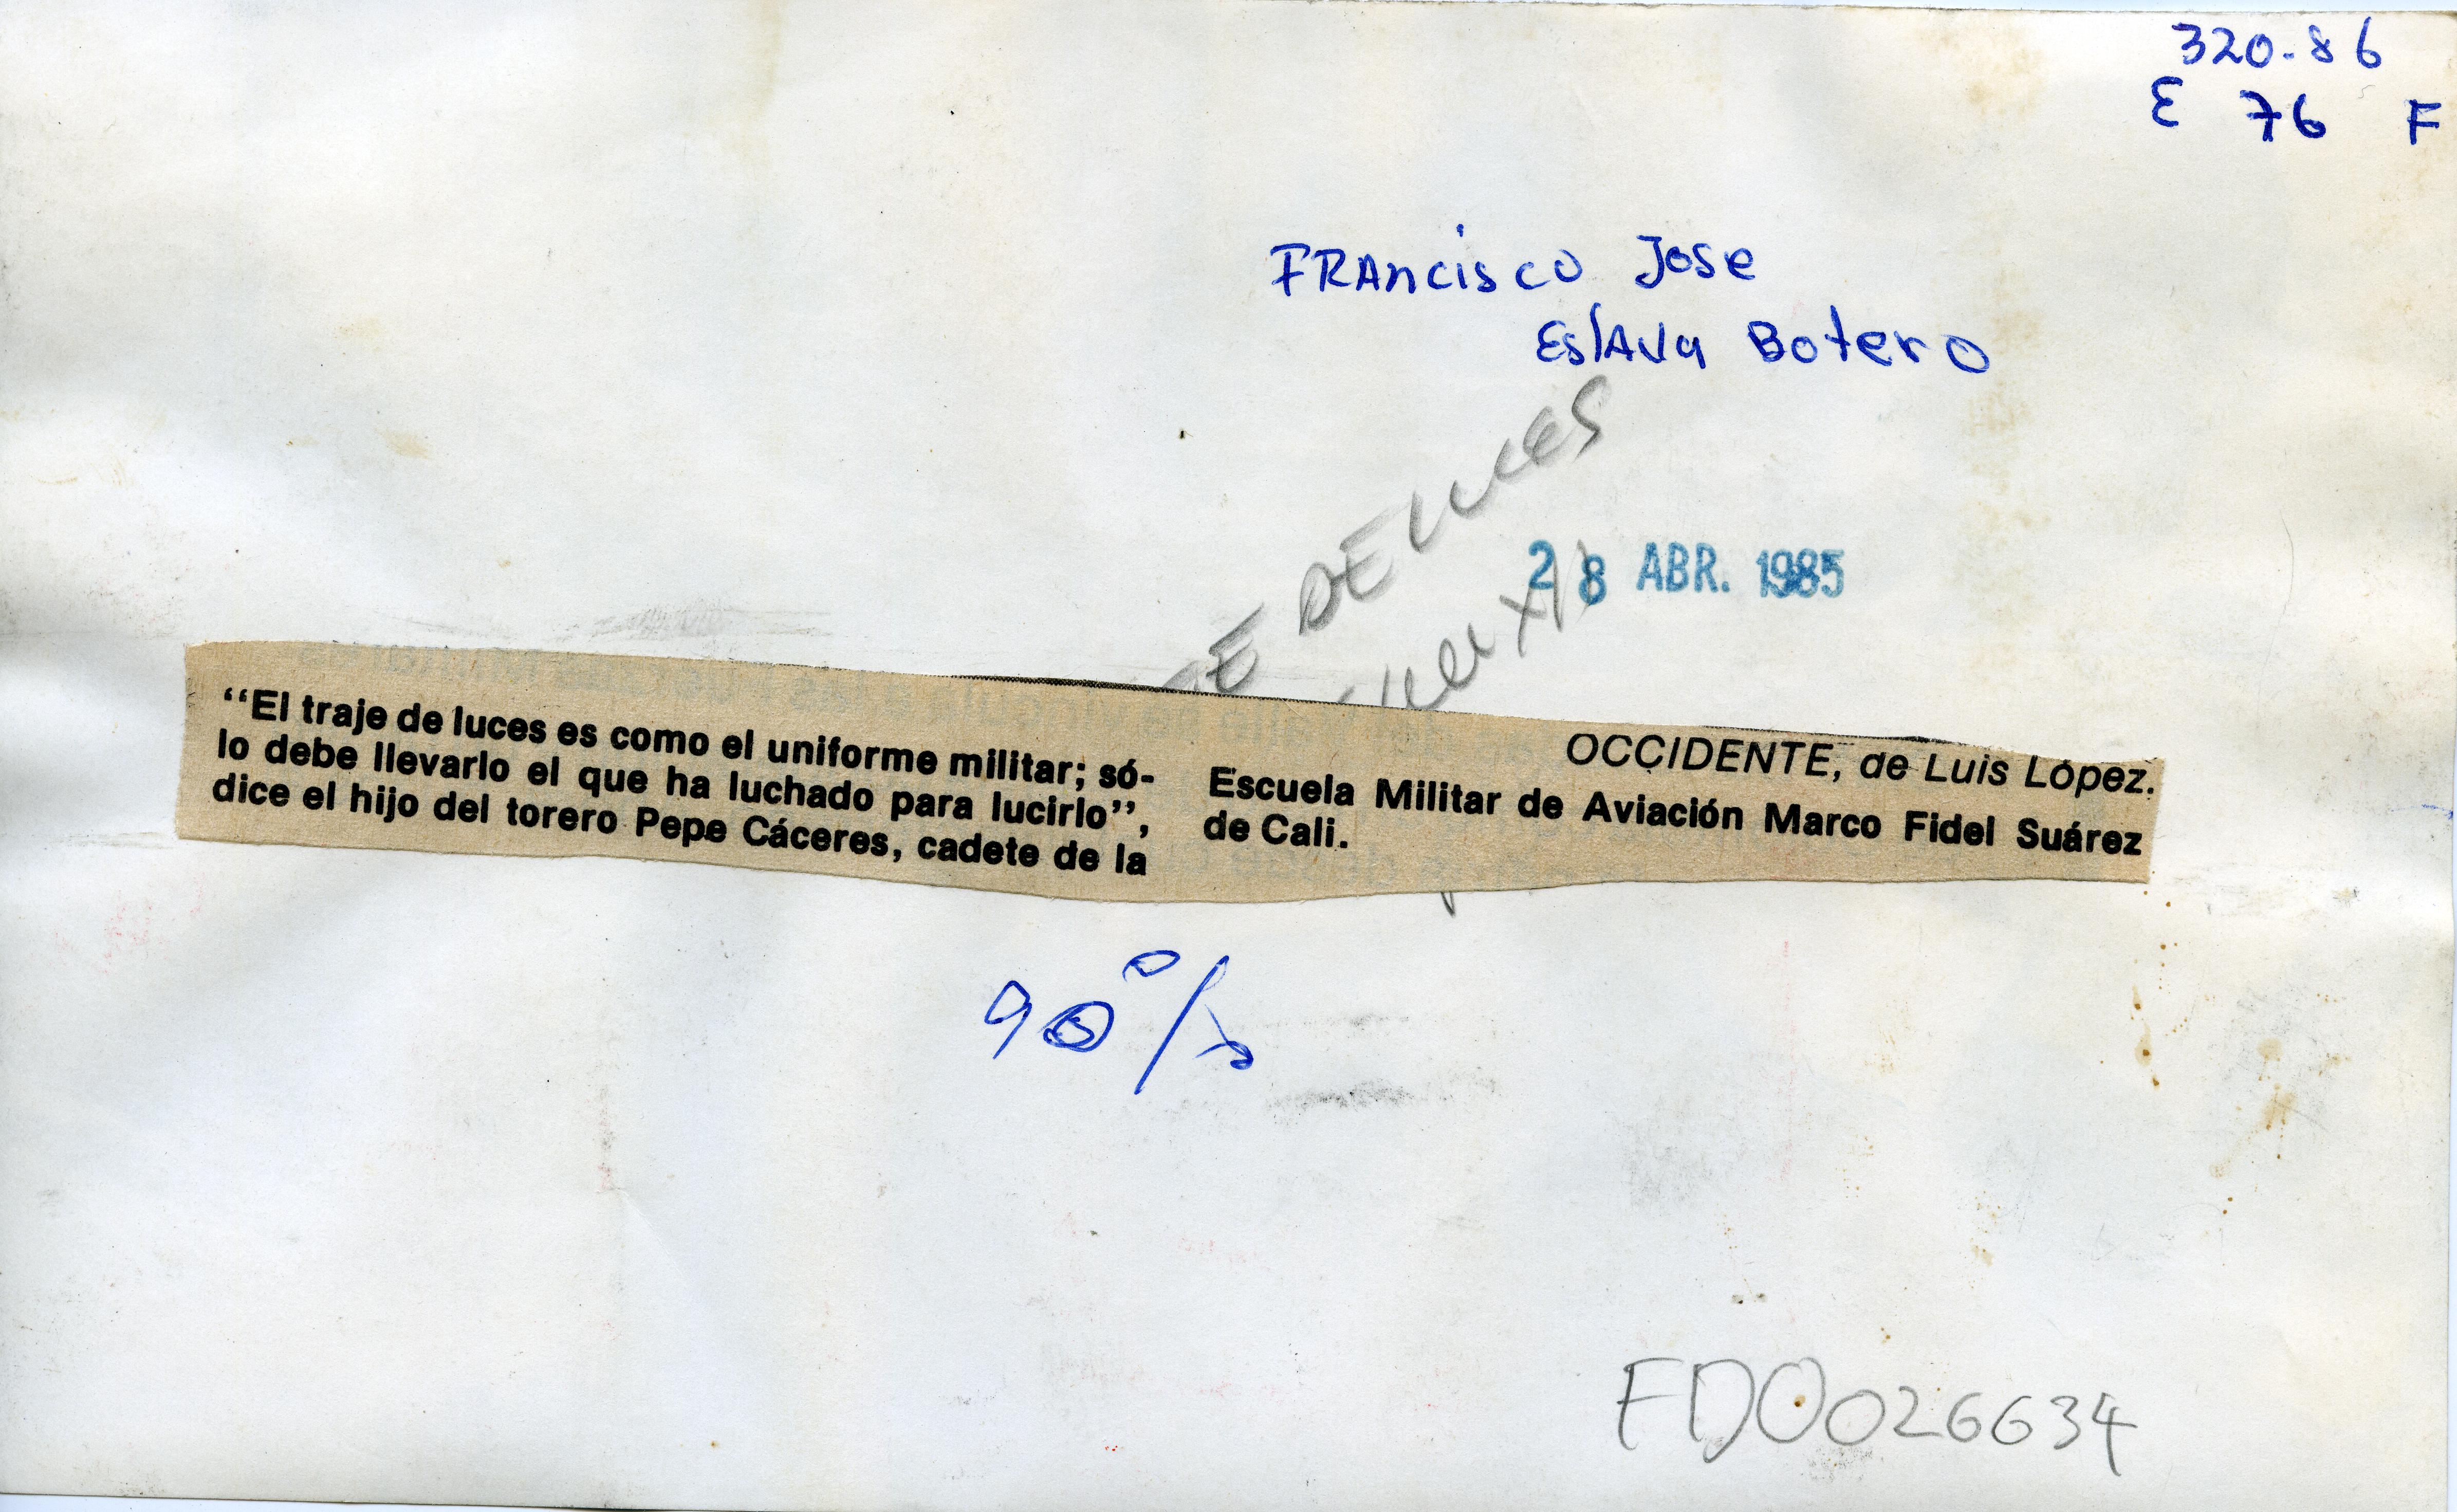 320-86
E 76 F
FRAncisco Jose
EslAva Botero
DE LUCES
28 ABR. 1985
“El traje de luces es como el uniforme militar; só-
lo debe llevarlo el que ha luchado para lucirlo”,
dice el hijo del torero Pepe Cáceres, cadete de la
OCCIDENTE, de Luis López.
Escuela Militar de Aviación Marco Fidel Suárez
de Cali.
FD0026634